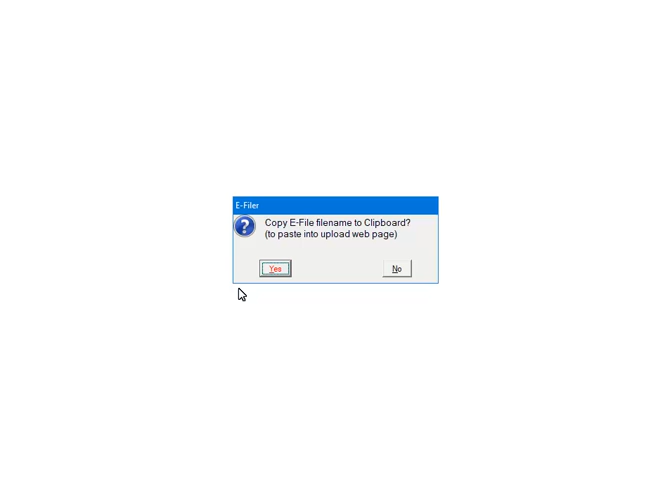 E-Filer
Copy E-File filename to Clipboard?
(to paste into upload web page)
Yes
No